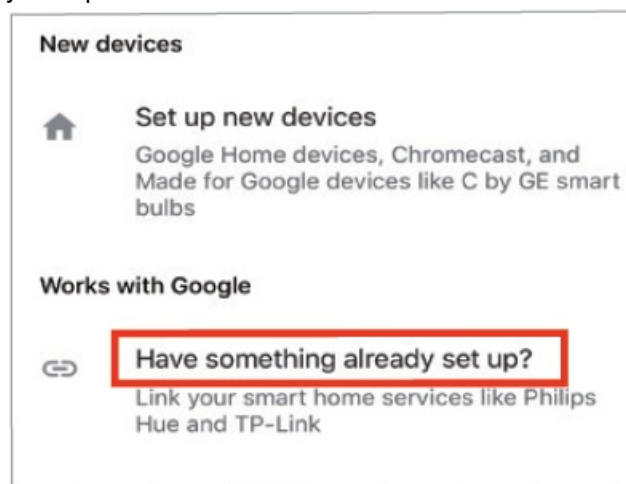 New devices
Set up new devices
Google Home devices, Chromecast, and
Made for Google devices like C by GE smart
bulbs
Works with Google
Have something already set up?
Link your smart home services like Philips
Hue and TP-Link